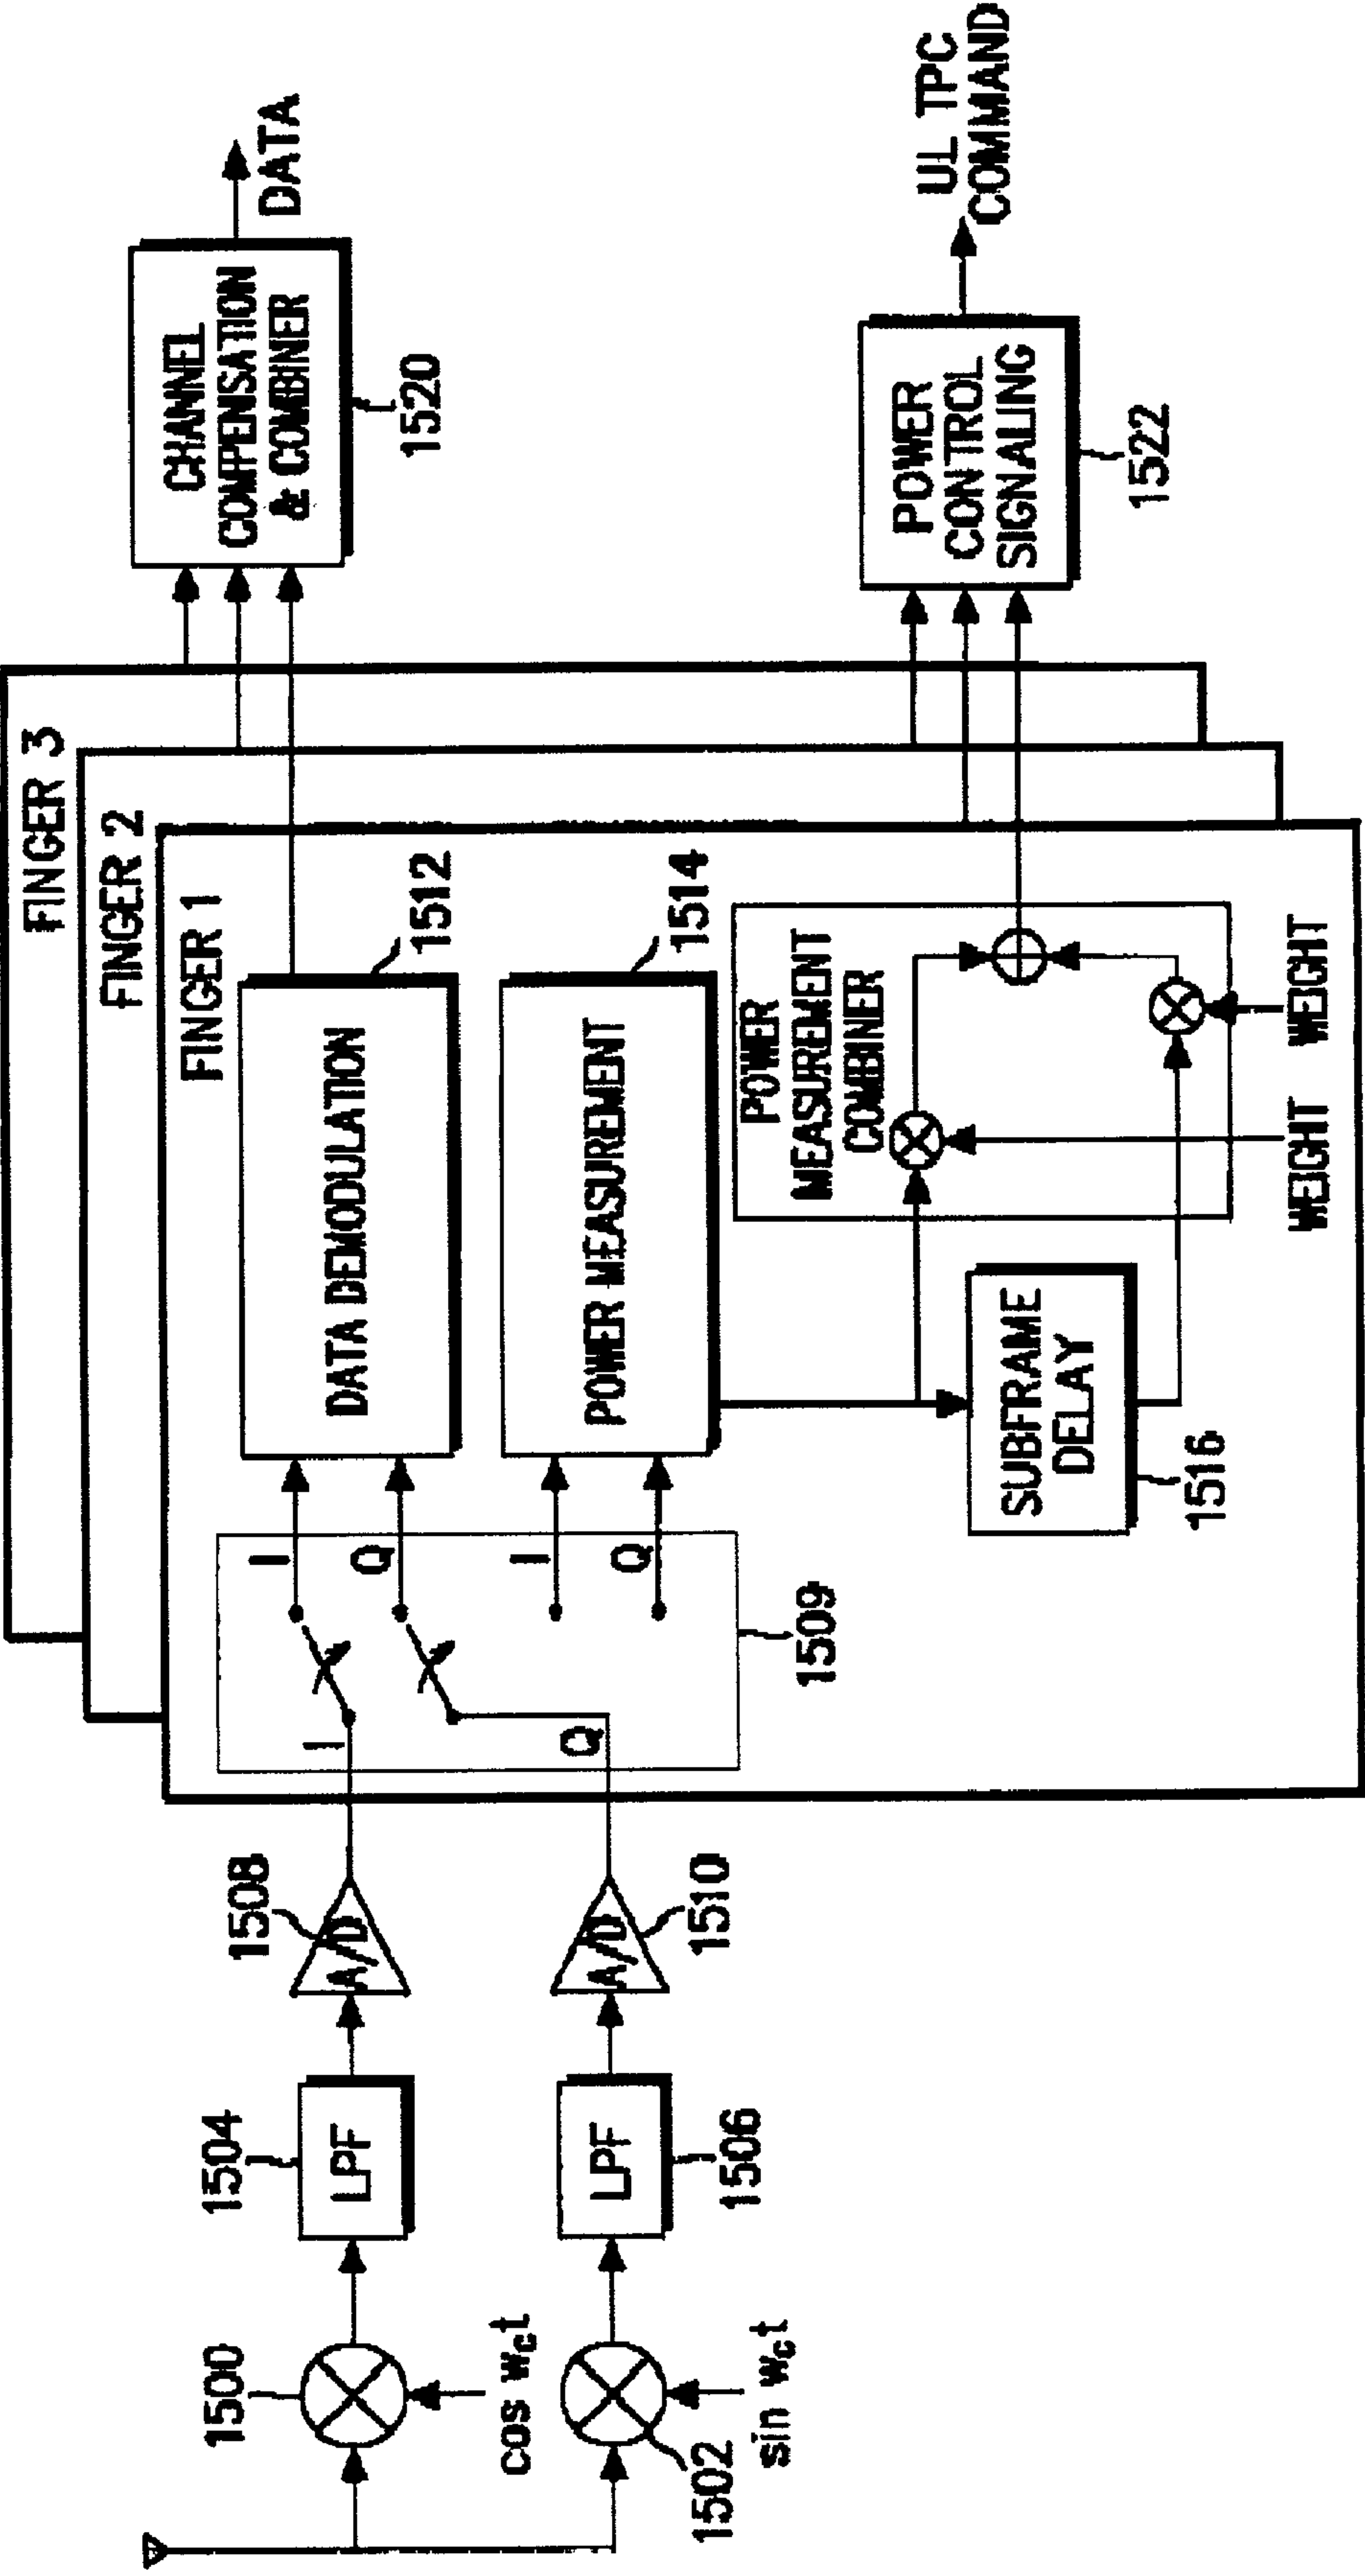 FINGER 3
FINGER 2
FINGER 1
1500
cos wct
1502
sin wct
1504
LPF
1506
LPF
1508
A/D
1510
A/D
I
Q
I
Q
I
Q
1509
DATA DEMODULATION
1512
POWER MEASUREMENT
1514
SUBFRAME
DELAY
1516
POWER
MEASUREMENT
COMBINER
WEIGHT
WEIGHT
CHANNEL
COMPENSATION
& COMBINER
1520
DATA
POWER
CONTROL
SIGNALING
1522
UL TPC
COMMAND